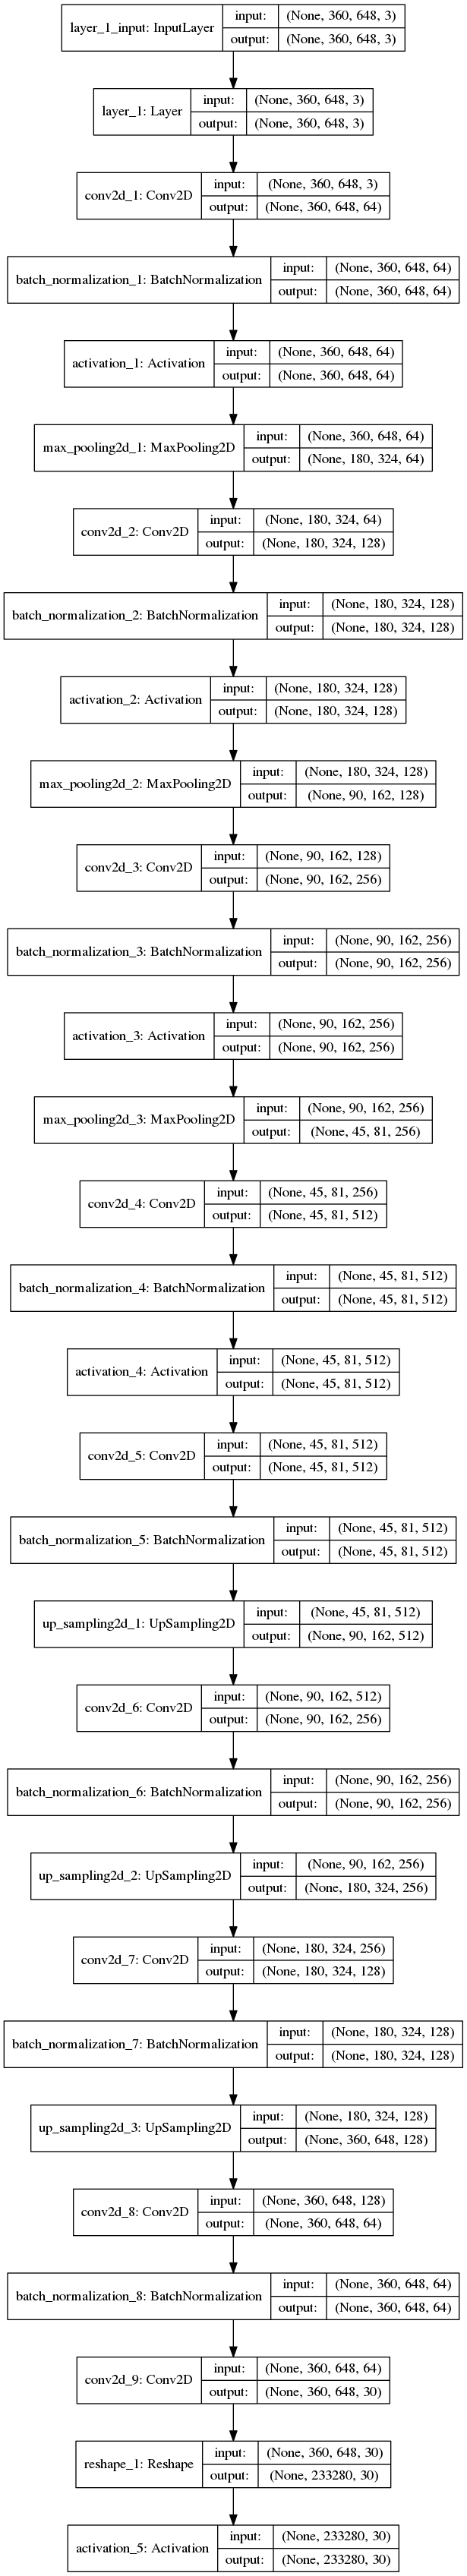 layer_1_input: InputLayer
input: (None, 360, 648, 3)
output: (None, 360, 648, 3)
layer_1: Layer
input: (None, 360, 648, 3)
output: (None, 360, 648, 3)
conv2d_1: Conv2D
input: (None, 360, 648, 3)
output: (None, 360, 648, 64)
batch_normalization_1: BatchNormalization
input: (None, 360, 648, 64)
output: (None, 360, 648, 64)
activation_1: Activation
input: (None, 360, 648, 64)
output: (None, 360, 648, 64)
max_pooling2d_1: MaxPooling2D
input: (None, 360, 648, 64)
output: (None, 180, 324, 64)
conv2d_2: Conv2D
input: (None, 180, 324, 64)
output: (None, 180, 324, 128)
batch_normalization_2: BatchNormalization
input: (None, 180, 324, 128)
output: (None, 180, 324, 128)
activation_2: Activation
input: (None, 180, 324, 128)
output: (None, 180, 324, 128)
max_pooling2d_2: MaxPooling2D
input: (None, 180, 324, 128)
output: (None, 90, 162, 128)
conv2d_3: Conv2D
input: (None, 90, 162, 128)
output: (None, 90, 162, 256)
batch_normalization_3: BatchNormalization
input: (None, 90, 162, 256)
output: (None, 90, 162, 256)
activation_3: Activation
input: (None, 90, 162, 256)
output: (None, 90, 162, 256)
max_pooling2d_3: MaxPooling2D
input: (None, 90, 162, 256)
output: (None, 45, 81, 256)
conv2d_4: Conv2D
input: (None, 45, 81, 256)
output: (None, 45, 81, 512)
batch_normalization_4: BatchNormalization
input: (None, 45, 81, 512)
output: (None, 45, 81, 512)
activation_4: Activation
input: (None, 45, 81, 512)
output: (None, 45, 81, 512)
conv2d_5: Conv2D
input: (None, 45, 81, 512)
output: (None, 45, 81, 512)
batch_normalization_5: BatchNormalization
input: (None, 45, 81, 512)
output: (None, 45, 81, 512)
up_sampling2d_1: UpSampling2D
input: (None, 45, 81, 512)
output: (None, 90, 162, 512)
conv2d_6: Conv2D
input: (None, 90, 162, 512)
output: (None, 90, 162, 256)
batch_normalization_6: BatchNormalization
input: (None, 90, 162, 256)
output: (None, 90, 162, 256)
up_sampling2d_2: UpSampling2D
input: (None, 90, 162, 256)
output: (None, 180, 324, 256)
conv2d_7: Conv2D
input: (None, 180, 324, 256)
output: (None, 180, 324, 128)
batch_normalization_7: BatchNormalization
input: (None, 180, 324, 128)
output: (None, 180, 324, 128)
up_sampling2d_3: UpSampling2D
input: (None, 180, 324, 128)
output: (None, 360, 648, 128)
conv2d_8: Conv2D
input: (None, 360, 648, 128)
output: (None, 360, 648, 64)
batch_normalization_8: BatchNormalization
input: (None, 360, 648, 64)
output: (None, 360, 648, 64)
conv2d_9: Conv2D
input: (None, 360, 648, 64)
output: (None, 360, 648, 30)
reshape_1: Reshape
input: (None, 360, 648, 30)
output: (None, 233280, 30)
activation_5: Activation
input: (None, 233280, 30)
output: (None, 233280, 30)